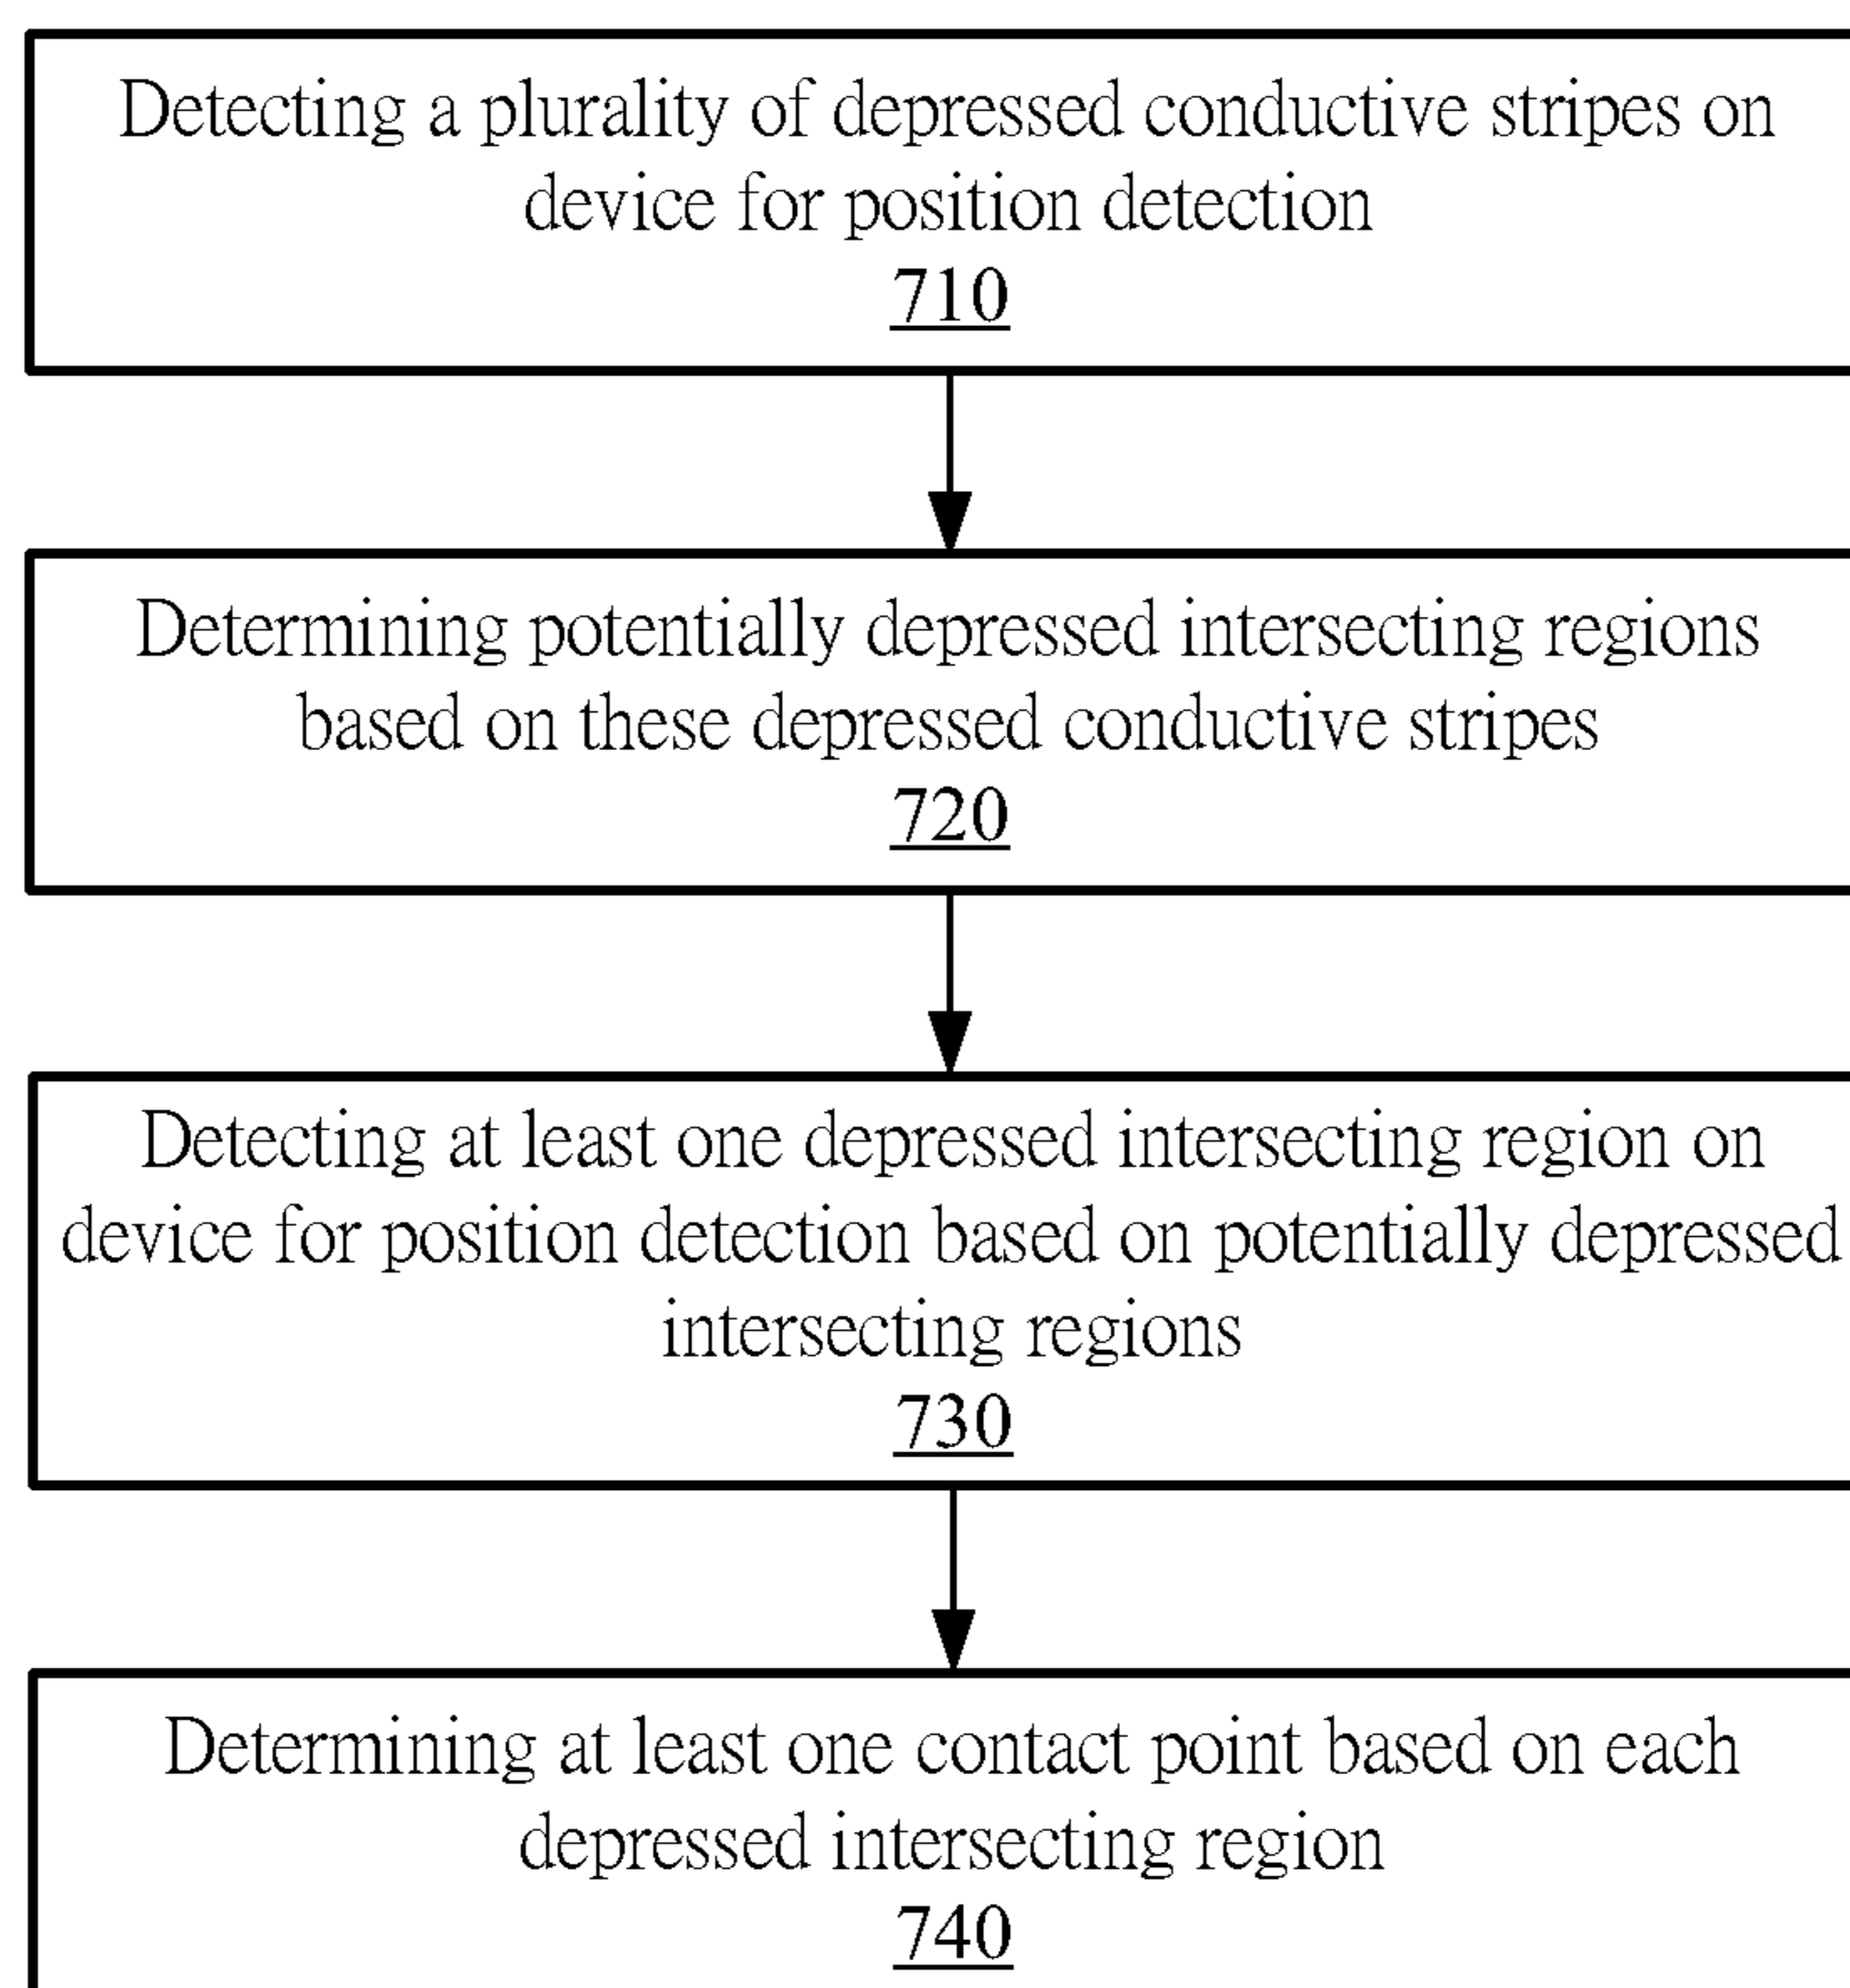 Detecting a plurality of depressed conductive stripes on
device for position detection
710
Determining potentially depressed intersecting regions
based on these depressed conductive stripes
720
Detecting at least one depressed intersecting region on
device for position detection based on potentially depressed
intersecting regions
730
Determining at least one contact point based on each
depressed intersecting region
740